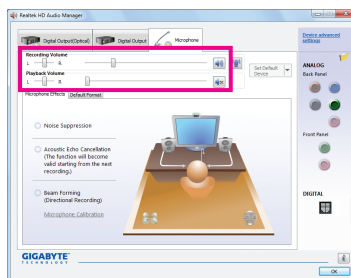 Realtek HD Audio Manager
Digital Output(Optical)
Digital Output
Microphone
Device advanced
settings
Recording Volume
L
R
Playback Volume
L
R
Set Default
Device
ANALOG
Back Panel
Microphone Effects
Default Format
Noise Suppression
Acoustic Echo Cancellation
(The function will become
valid starting from the next
recording.)
Front Panel
Beam Forming
(Directional Recording)
Microphone Calibration
DIGITAL
GIGABYTE
TECHNOLOGY
OK